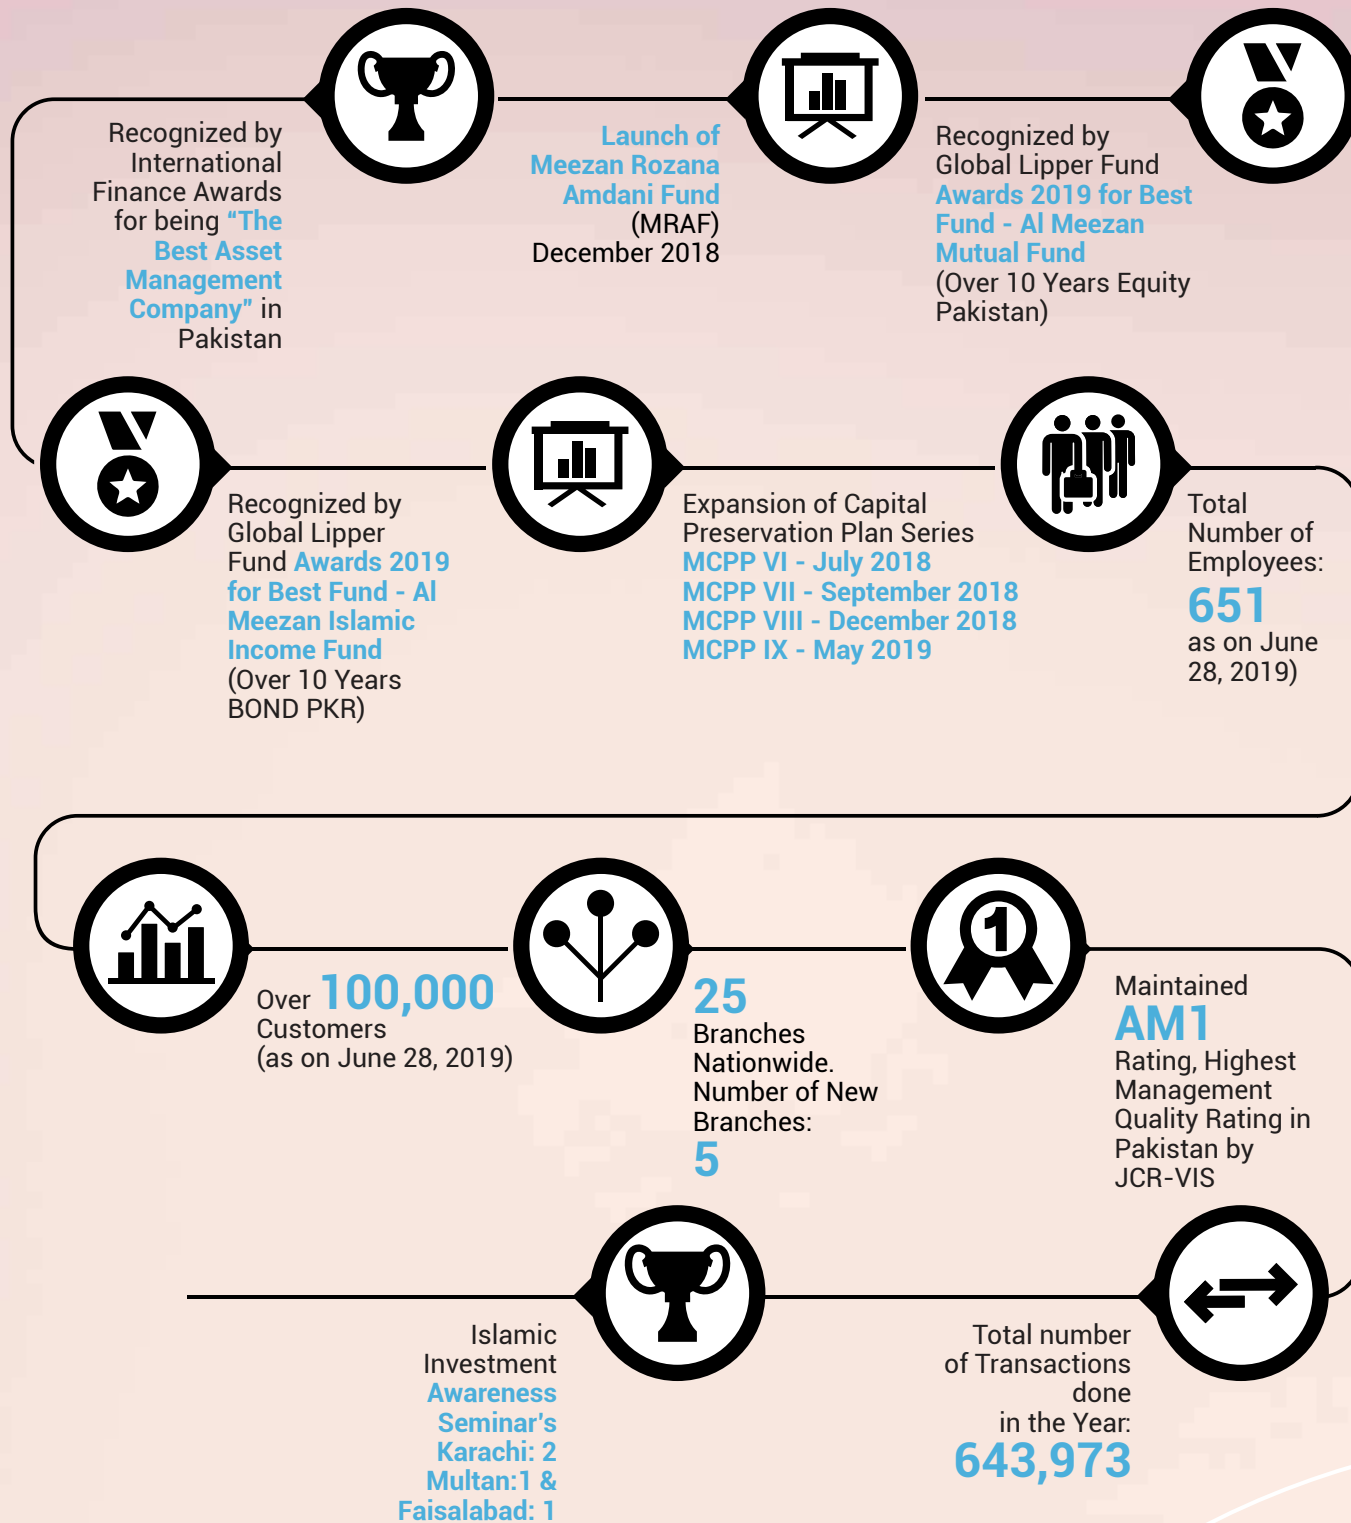 Recognized by
International
Finance Awards
for being “The
Best Asset
Management
Company" in
Pakistan
Launch of
Meezan Rozana
Amdani Fund
(MRAF)
December 2018
Recognized by
Global Lipper Fund
Awards 2019 for Best
Fund - Al Meezan
Mutual Fund
(Over 10 Years Equity
Pakistan)
Recognized by
Global Lipper
Fund Awards 2019
for Best Fund - Al
Meezan Islamic
Income Fund
(Over 10 Years
BOND PKR)
Expansion of Capital
Preservation Plan Series
MCPP VI - July 2018
MCPP VII - September 2018
MCPP VIII - December 2018
MCPP IX - May 2019
Total
Number of
Employees:
651
as on June
28, 2019)
Over 100,000
Customers
(as on June 28, 2019)
25
Branches
Nationwide.
Number of New
Branches:
5
1
Maintained
AM1
Rating, Highest
Management
Quality Rating in
Pakistan by
JCR-VIS
Islamic
Investment
Awareness
Seminar's
Karachi: 2
Multan:1 &
Faisalabad: 1
Total number
of Transactions
done
in the Year:
643,973